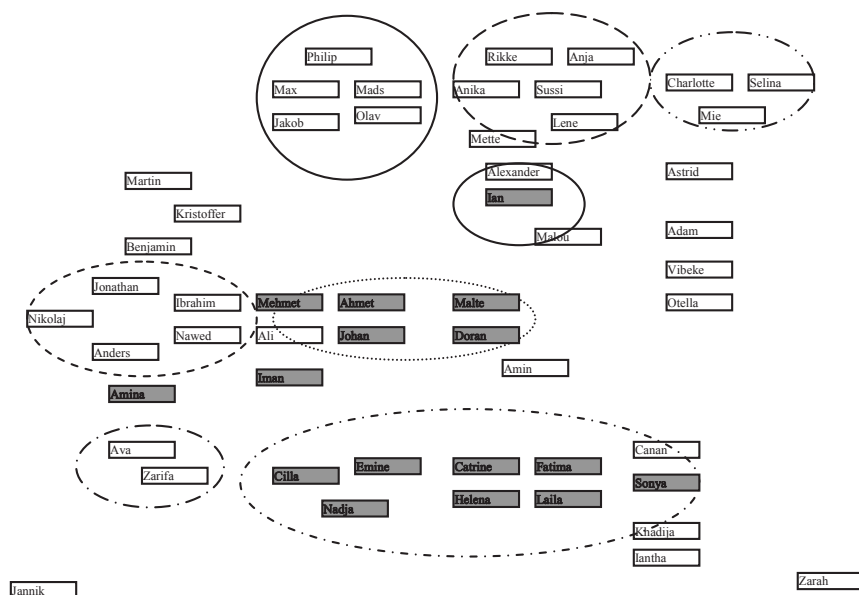 Philip
Rikke
Anja
Max
Mads
Anika
Sussi
Charlotte
Selina
Jakob
Olav
Lene
Mie
Mette
Martin
Alexander
Astrid
Ian
Kristoffer
Benjamin
Malou
Adam
Jonathan
Vibeke
Nikolaj
Ibrahim
Mehmet
Ahmet
Malte
Otella
Anders
Nawed
Ali
Johan
Doran
Iman
Amin
Amina
Ava
Canan
Zarifa
Cilla
Emine
Catrine
Fatima
Sonya
Nadja
Helena
Laila
Khadija
Iantha
Jannik
Zarah